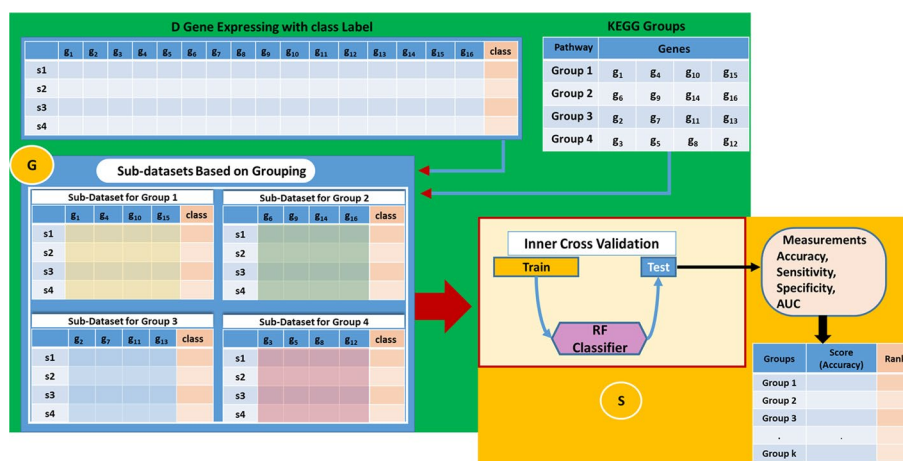 D Gene Expressing with class Label
g1 g2 g3 g4 g5 g6 g7 g8 g9 g10 g11 g12 g13 g14 g15 g16 class
s1
s2
s3
s4
KEGG Groups
Pathway Genes
Group 1 g1 g4 g10 g15
Group 2 g6 g9 g14 g16
Group 3 g2 g7 g11 g13
Group 4 g3 g5 g8 g12
G
Sub-datasets Based on Grouping
Sub-Dataset for Group 1
g1 g4 g10 g15 class
s1
s2
s3
s4
Sub-Dataset for Group 2
g6 g9 g14 g16 class
s1
s2
s3
s4
Sub-Dataset for Group 3
g2 g7 g11 g13 class
s1
s2
s3
s4
Sub-Dataset for Group 4
g3 g5 g8 g12 class
s1
s2
s3
s4
Inner Cross Validation
Train Test
RF
Classifier
S
Measurements
Accuracy,
Sensitivity,
Specificity,
AUC
Groups Score (Accuracy) Rank
Group 1
Group 2
Group 3
. .
Group k